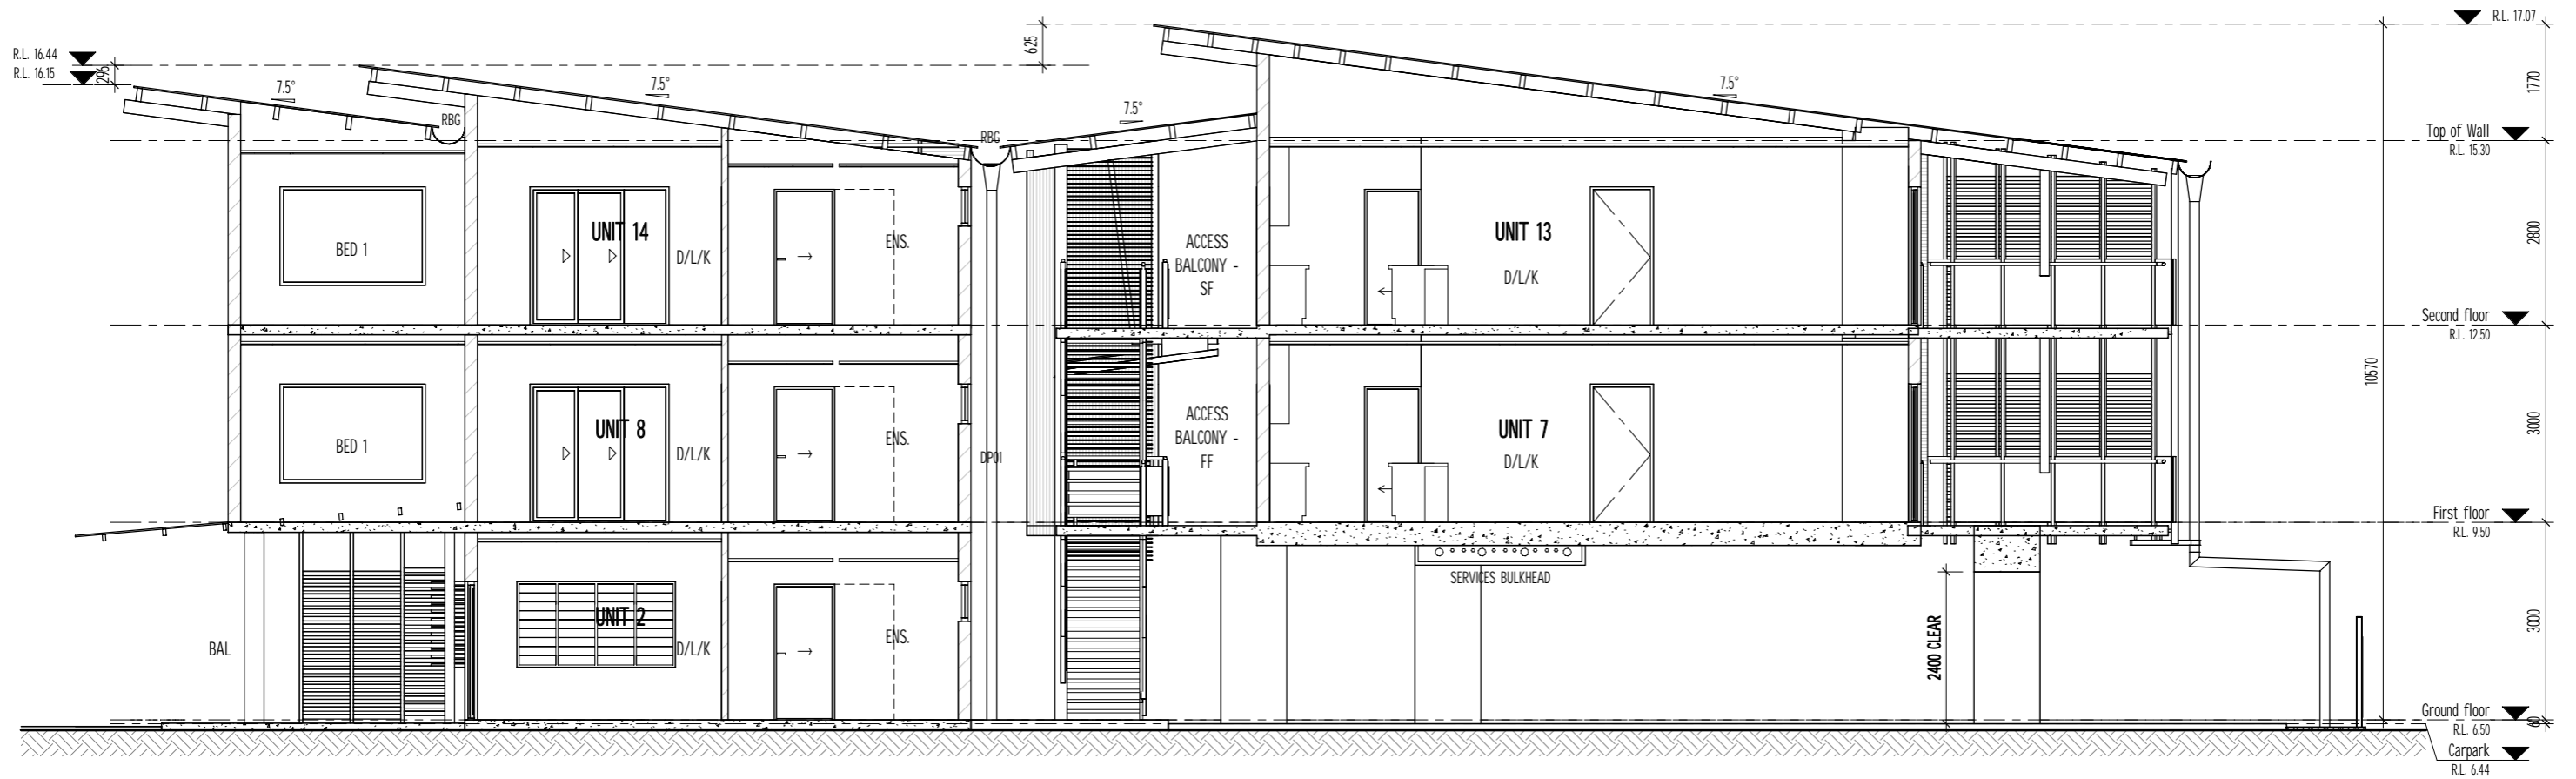 R.L. 17.07
625
R.L. 16.44
R.L. 16.15
296
7.5°
7.5°
7.5°
7.5°
1770
RBG
RBG
Top of Wall
R.L. 15.30
BED 1
UNIT 14
D/L/K
ENS.
ACCESS
BALCONY -
SF
UNIT 13
D/L/K
2800
Second floor
R.L. 12.50
10570
BED 1
UNIT 8
D/L/K
ENS.
DP01
ACCESS
BALCONY -
FF
UNIT 7
D/L/K
3000
First floor
R.L. 9.50
SERVICES BULKHEAD
BAL
UNIT 2
D/L/K
ENS.
2400 CLEAR
3000
Ground floor
R.L. 6.50
60
Carpark
R.L. 6.44